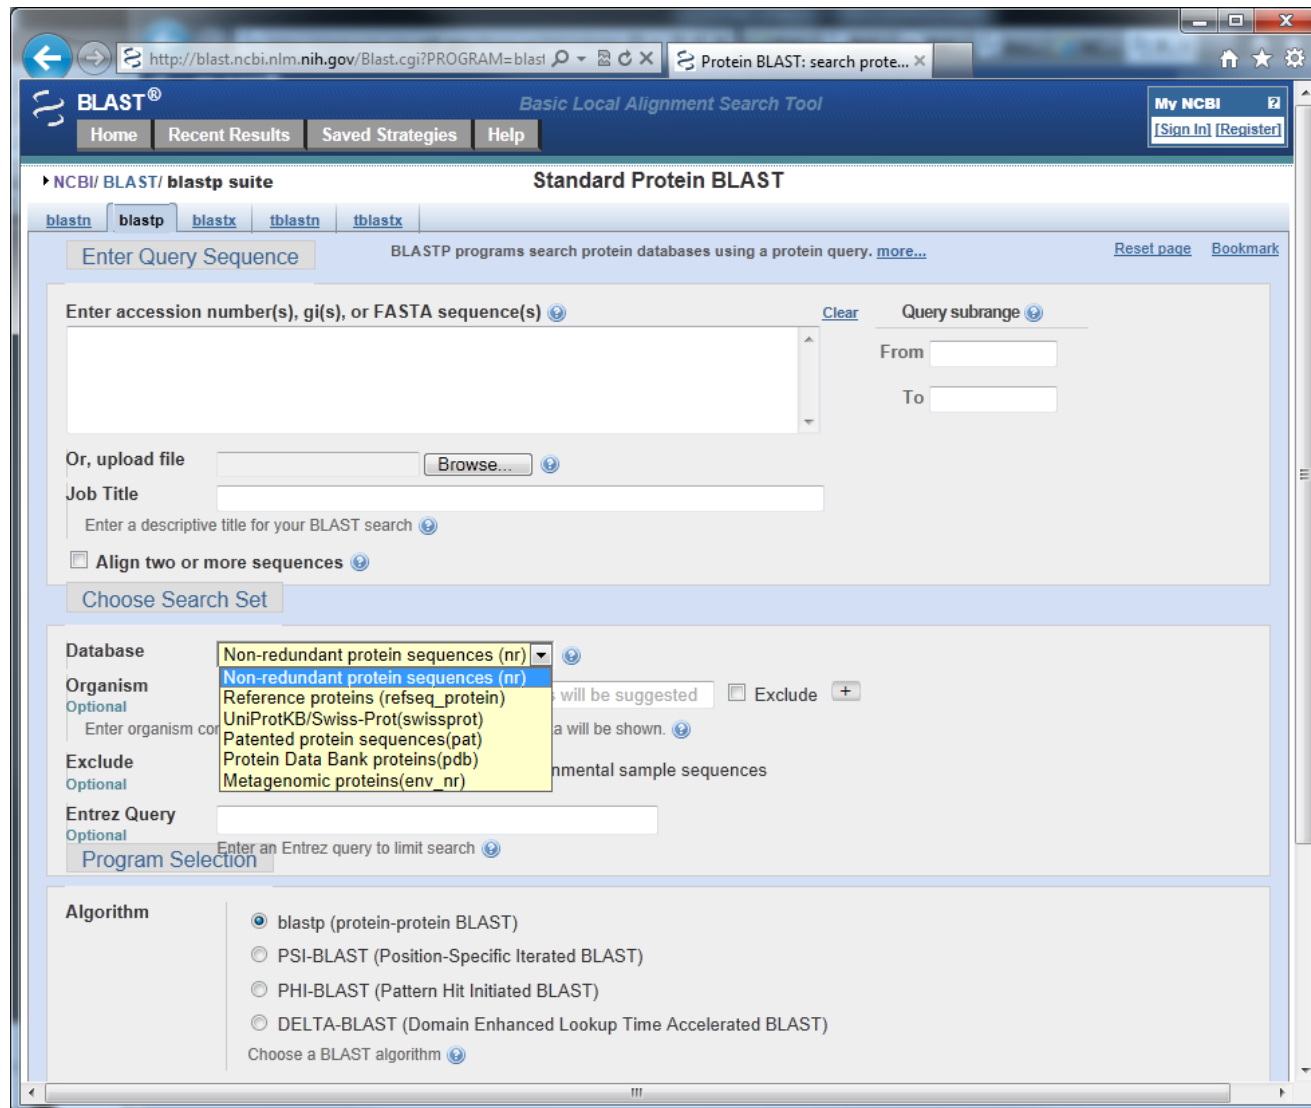 http://blast.ncbi.nlm.nih.gov/Blast.cgi?PROGRAM=blast
Protein BLAST: search prote...
BLAST®
Basic Local Alignment Search Tool
My NCBI
[Sign In] [Register]
Home Recent Results Saved Strategies Help
NCBI/ BLAST/ blastp suite
Standard Protein BLAST
blastn blastp blastx tblastn tblastx
Enter Query Sequence
BLASTP programs search protein databases using a protein query. more...
Reset page Bookmark
Enter accession number(s), gi(s), or FASTA sequence(s)
Clear
Query subrange
From
To
Or, upload file
Browse...
Job Title
Enter a descriptive title for your BLAST search
Align two or more sequences
Choose Search Set
Database
Non-redundant protein sequences (nr)
Non-redundant protein sequences (nr)
Reference proteins (refseq_protein)
UniProtKB/Swiss-Prot(swissprot)
Patented protein sequences(pat)
Protein Data Bank proteins(pdb)
Metagenomic proteins(env_nr)
Organism
Optional
will be suggested
Exclude +
Enter organism
will be shown.
Exclude
Optional
sample sequences
Entrez Query
Optional
Enter an Entrez query to limit search
Program Selection
Algorithm
blastp (protein-protein BLAST)
PSI-BLAST (Position-Specific Iterated BLAST)
PHI-BLAST (Pattern Hit Initiated BLAST)
DELTA-BLAST (Domain Enhanced Lookup Time Accelerated BLAST)
Choose a BLAST algorithm